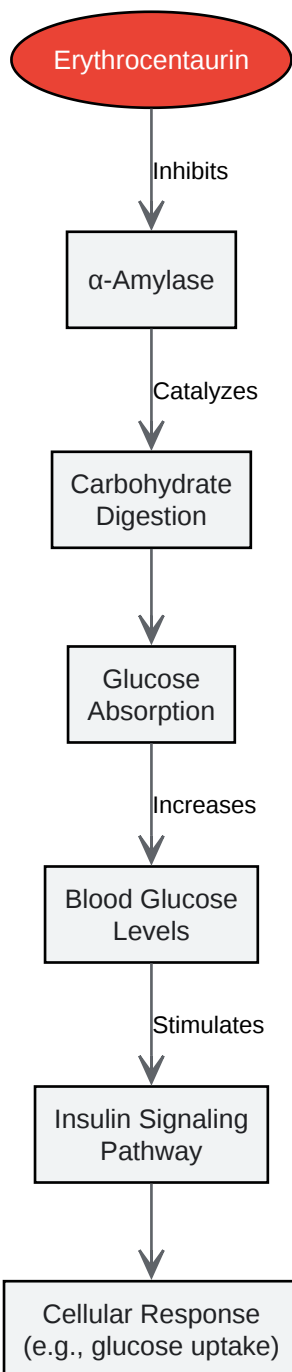 Erythrocentaurin
Inhibits
α-Amylase
Catalyzes
Carbohydrate
Digestion
Glucose
Absorption
Increases
Blood Glucose
Levels
Stimulates
Insulin Signaling
Pathway
Cellular Response
(e.g., glucose uptake)